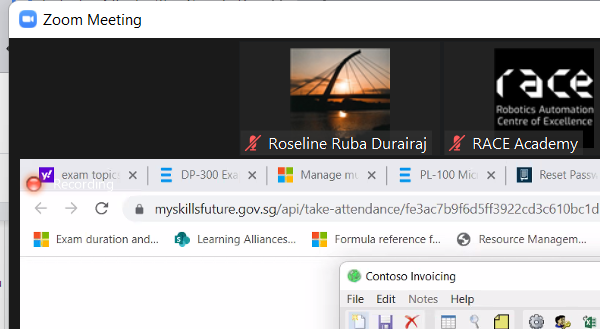 Zoom Meeting
Roseline Ruba Durairaj
race
Robotics Automation
Centre of Excellence
RACE Academy
exam topics
DP-300 Exa
Manage mu
PL-100 Mic
Reset Passw
Recording
myskillsfuture.gov.sg/api/take-attendance/fe3ac7b9f6d5ff3922cd3c610bc1d
Exam duration and...
Learning Alliances...
Formula reference f...
Resource Managem...
Contoso Invoicing
File Edit Notes Help